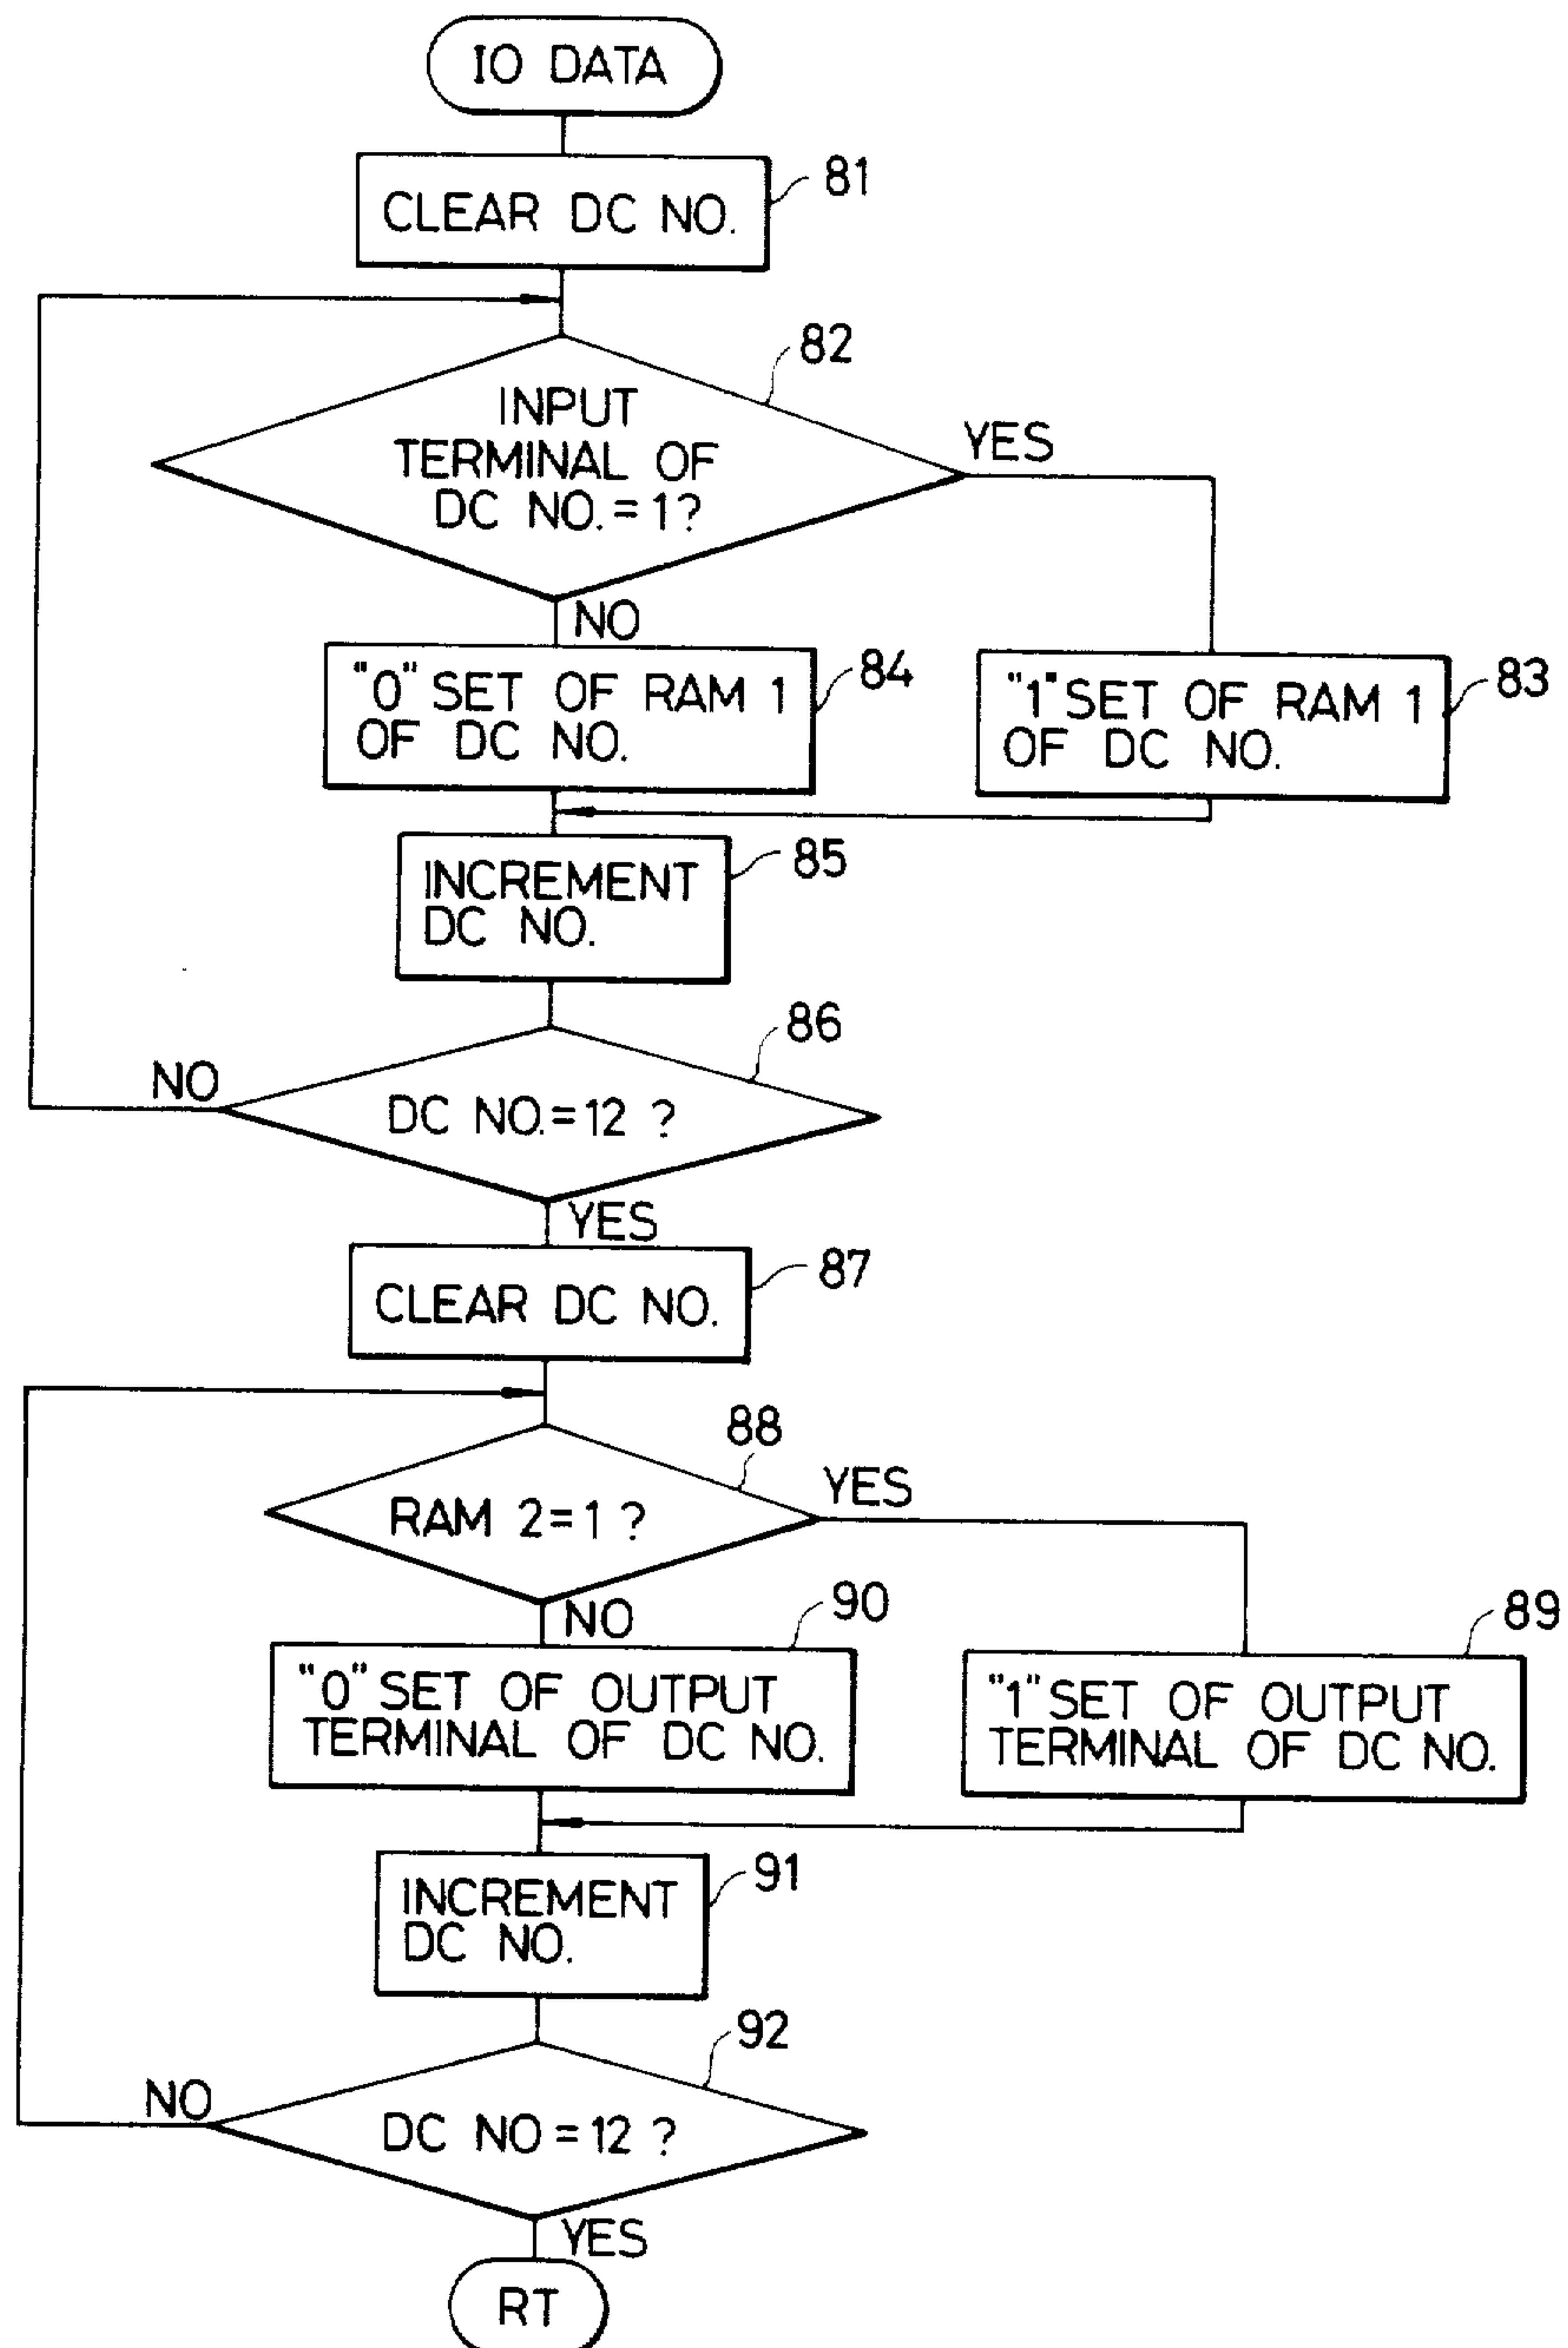 IO DATA
CLEAR DC NO.
81
82
INPUT
TERMINAL OF
DC NO. = 1?
YES
NO
"0" SET OF RAM 1
OF DC NO.
84
"1" SET OF RAM 1
OF DC NO.
83
INCREMENT
DC NO.
85
86
NO
DC NO. = 12 ?
YES
CLEAR DC NO.
87
88
RAM 2 = 1 ?
YES
NO
90
"0" SET OF OUTPUT
TERMINAL OF DC NO.
89
"1" SET OF OUTPUT
TERMINAL OF DC NO.
INCREMENT
DC NO.
91
92
NO
DC NO = 12 ?
YES
RT